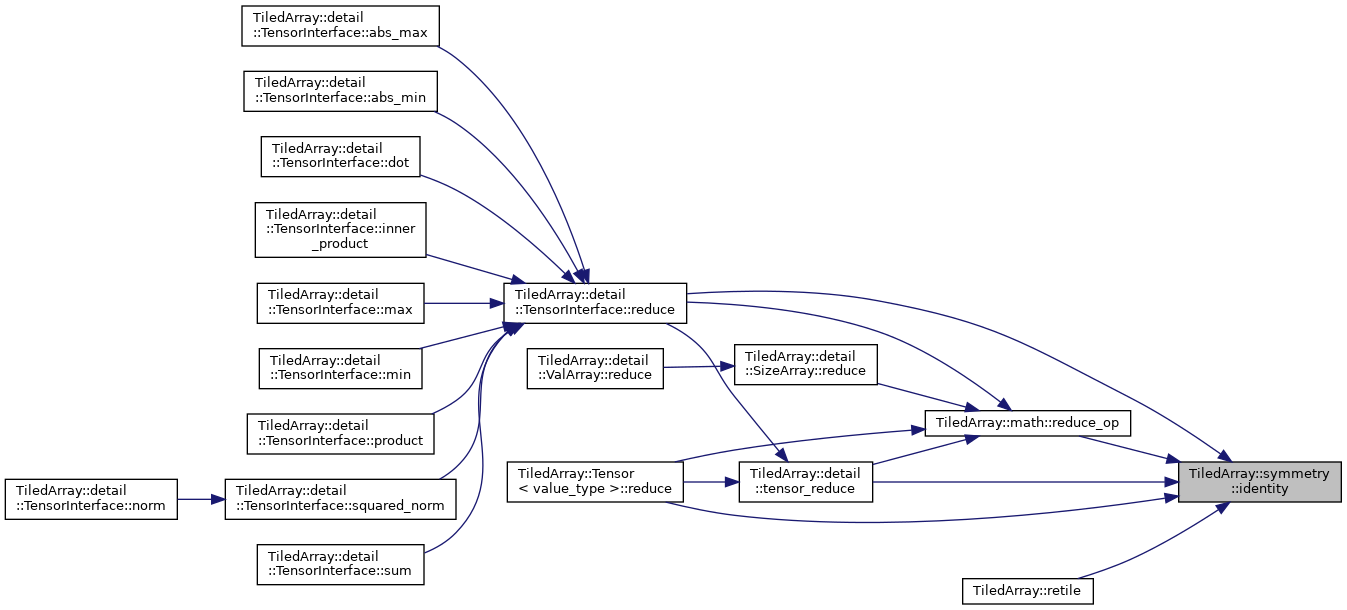 TiledArray::detail
::TensorInterface::abs_max
TiledArray::detail
::TensorInterface::abs_min
TiledArray::detail
::TensorInterface::dot
TiledArray::detail
::TensorInterface::inner
_product
TiledArray::detail
::TensorInterface::max
TiledArray::detail
::TensorInterface::min
TiledArray::detail
::TensorInterface::product
TiledArray::detail
::TensorInterface::norm
TiledArray::detail
::TensorInterface::squared_norm
TiledArray::detail
::TensorInterface::sum
TiledArray::detail
::TensorInterface::reduce
TiledArray::detail
::ValArray::reduce
TiledArray::detail
::SizeArray::reduce
TiledArray::math::reduce_op
TiledArray::Tensor
< value_type >::reduce
TiledArray::detail
::tensor_reduce
TiledArray::symmetry
::identity
TiledArray::retile